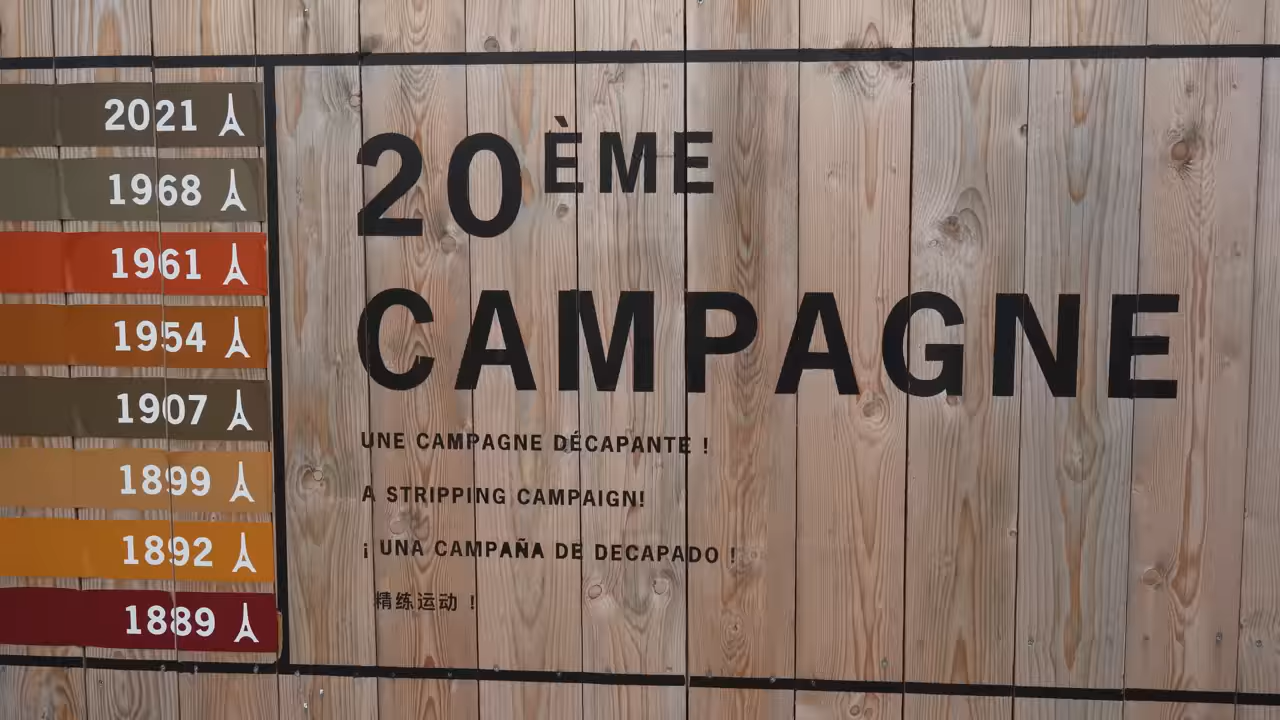 2021
1968
1961
1954
1907
1899
1892
1889
20ÈME
CAMPAGNE
UNE CAMPAGNE DÉCAPANTE !
A STRIPPING CAMPAIGN!
¡ UNA CAMPAÑA DE DECAPADO !
精练运动 !